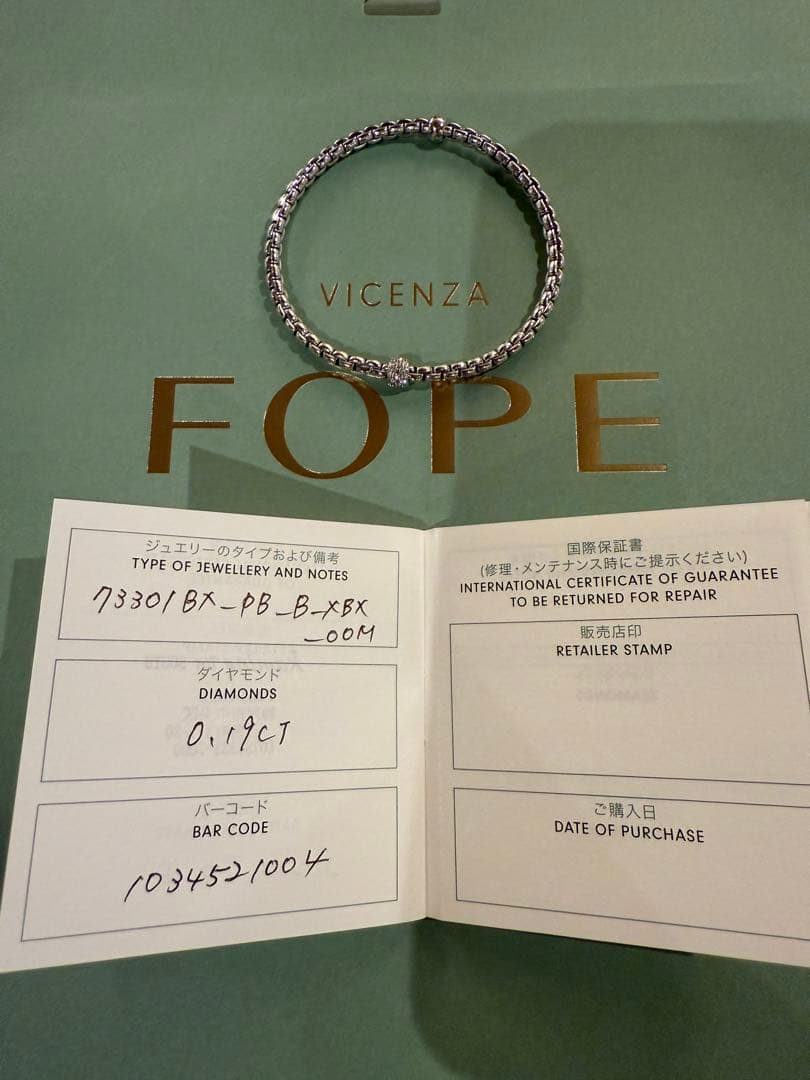 VICENZA
FOPE
ジュエリーのタイプおよび備考
TYPE OF JEWELLERY AND NOTES
73301BX_PB_B_XBX
_00M
ダイヤモンド
DIAMONDS
0.19CT
バーコード
BAR CODE
1034521004
国際保証書
(修理・メンテナンス時にご提示ください)
INTERNATIONAL CERTIFICATE OF GUARANTEE
TO BE RETURNED FOR REPAIR
販売店印
RETAILER STAMP
ご購入日
DATE OF PURCHASE